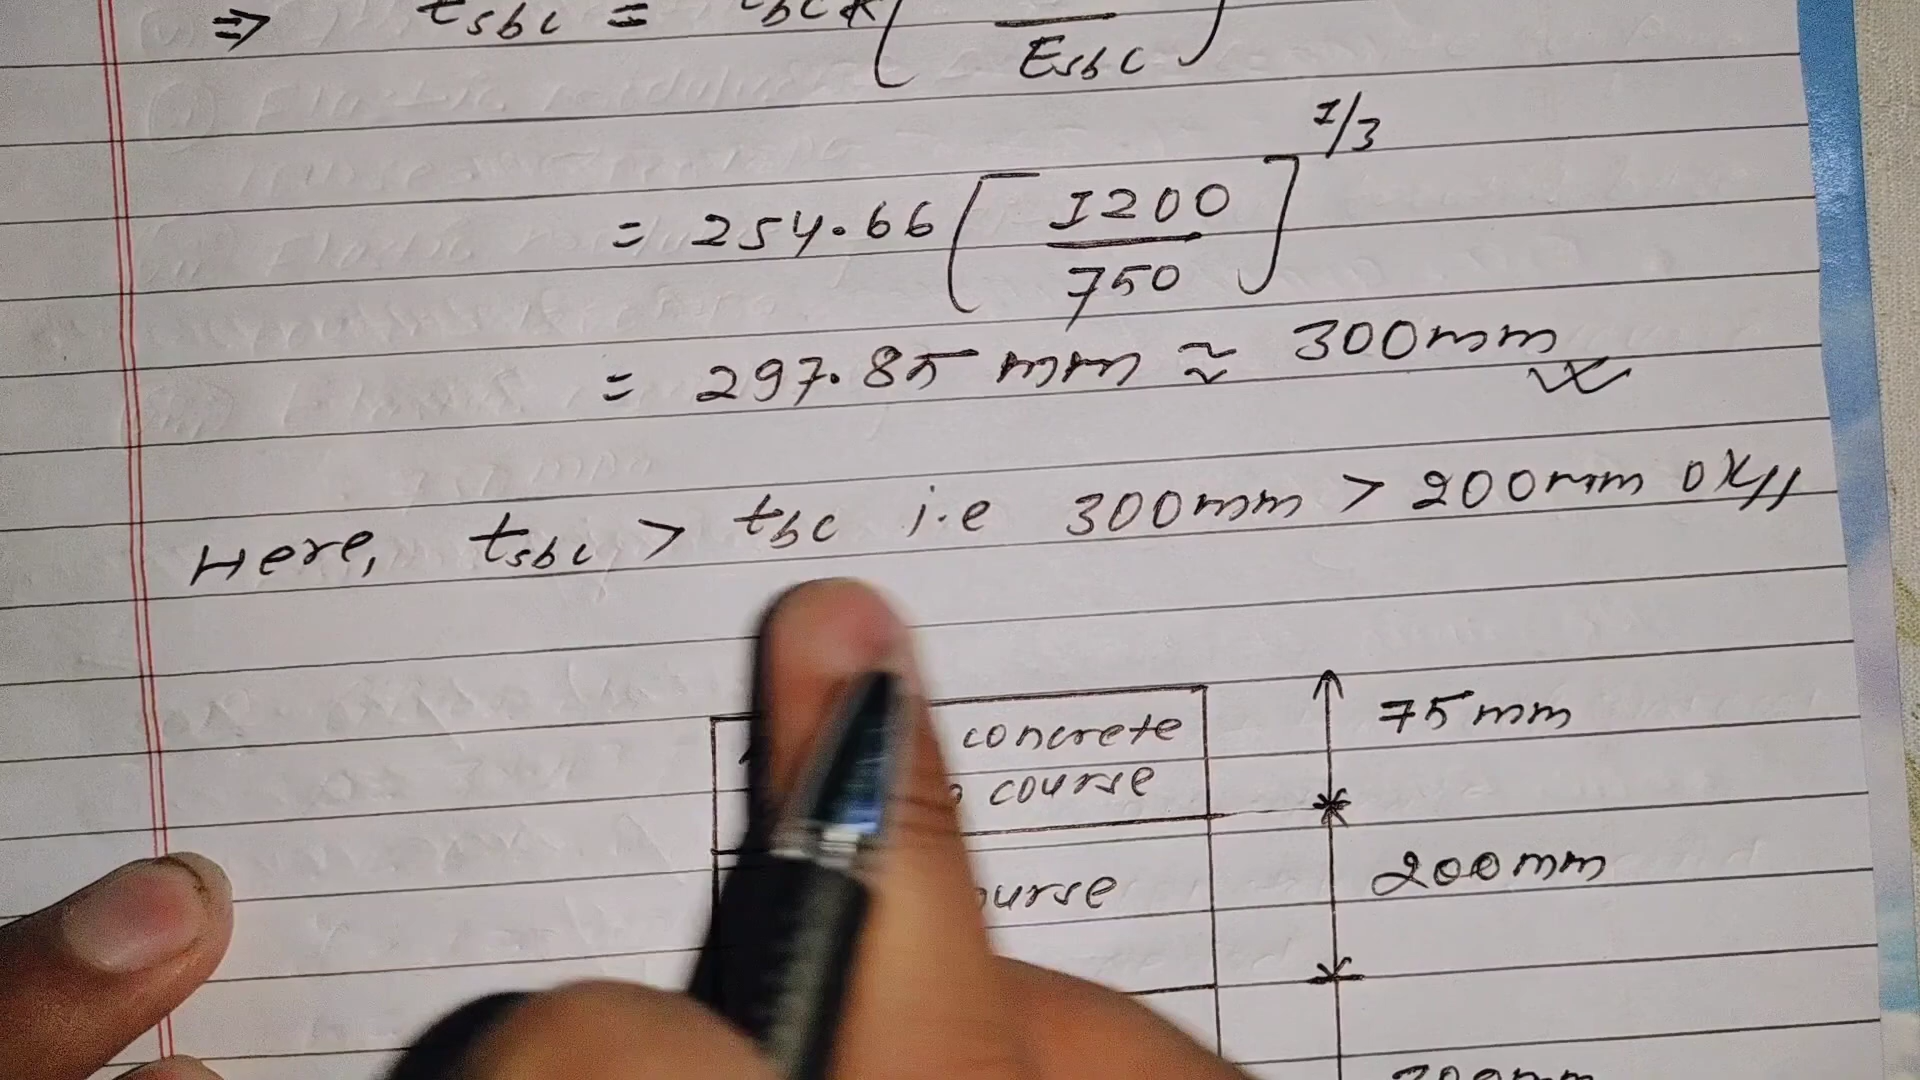 ⇒ tsbc =
Esbc
= 254.66 [ 1200 / 750 ]^1/3
= 297.85 mm ≈ 300mm
Here, tsbc > tbc i.e 300mm > 200mm ok//
concrete 75mm
course
200mm